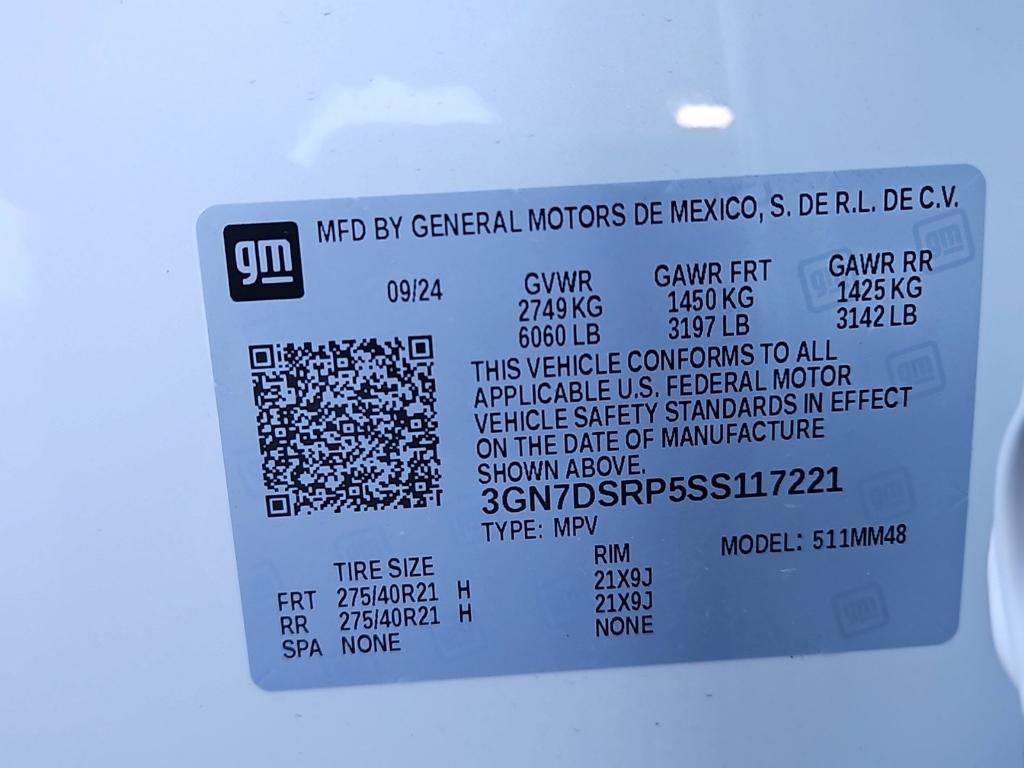 gm
MFD BY GENERAL MOTORS DE MEXICO, S. DE R.L. DE C.V.
09/24 GVWR GAWR FRT GAWR RR
2749 KG 1450 KG 1425 KG
6060 LB 3197 LB 3142 LB
THIS VEHICLE CONFORMS TO ALL
APPLICABLE U.S. FEDERAL MOTOR
VEHICLE SAFETY STANDARDS IN EFFECT
ON THE DATE OF MANUFACTURE
SHOWN ABOVE.
3GN7DSRP5SS117221
TYPE: MPV MODEL: 511MM48
TIRE SIZE RIM
FRT 275/40R21 H 21X9J
RR 275/40R21 H 21X9J
SPA NONE NONE